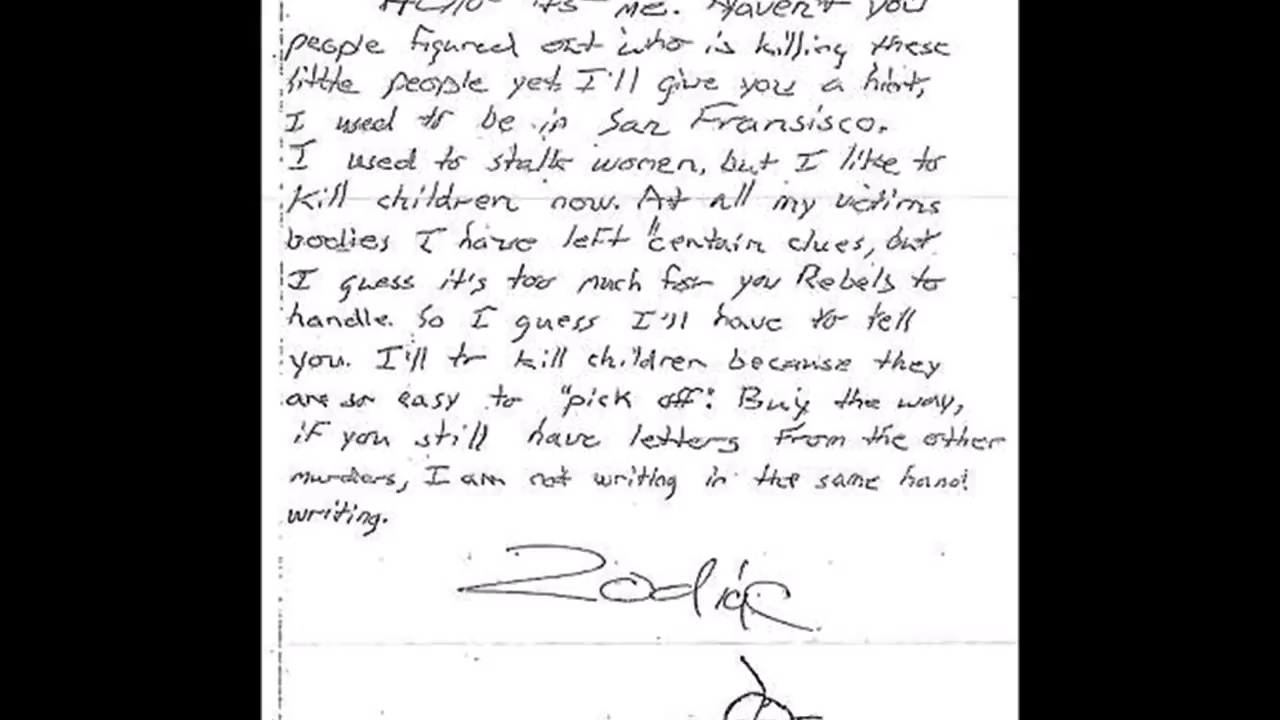 Hello it's me. Haven't you
people figured out who is killing these
little people yet I'll give you a hint,
I used to be in San Fransisco.
I used to stalk women, but I like to
kill children now. At all my victims
bodies I have left "certain clues, but
I guess it's too much for you Rebels to
handle. So I guess I'll have to tell
you. I'll tr kill children because they
are so easy to "pick off". Buy the way,
if you still have letters from the other
murders, I am not writing in the same hand
writing.
Zodiac